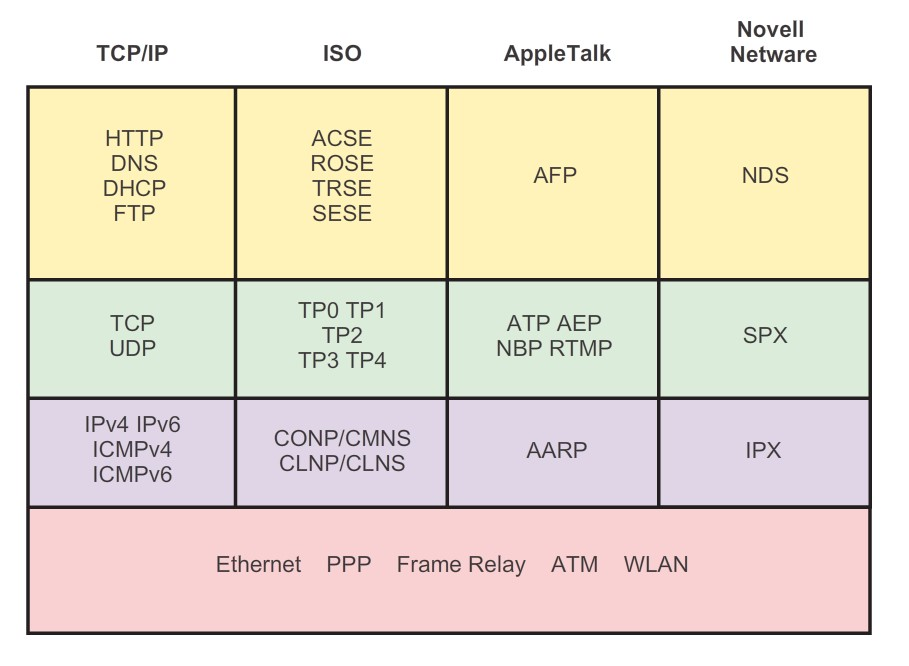 TCP/IP
ISO
AppleTalk
Novell
Netware
HTTP
DNS
DHCP
FTP
ACSE
ROSE
TRSE
SESE
AFP
NDS
TCP
UDP
TP0 TP1
TP2
TP3 TP4
ATP AEP
NBP RTMP
SPX
IPv4 IPv6
ICMPv4
ICMPv6
CONP/CMNS
CLNP/CLNS
AARP
IPX
Ethernet PPP Frame Relay ATM WLAN